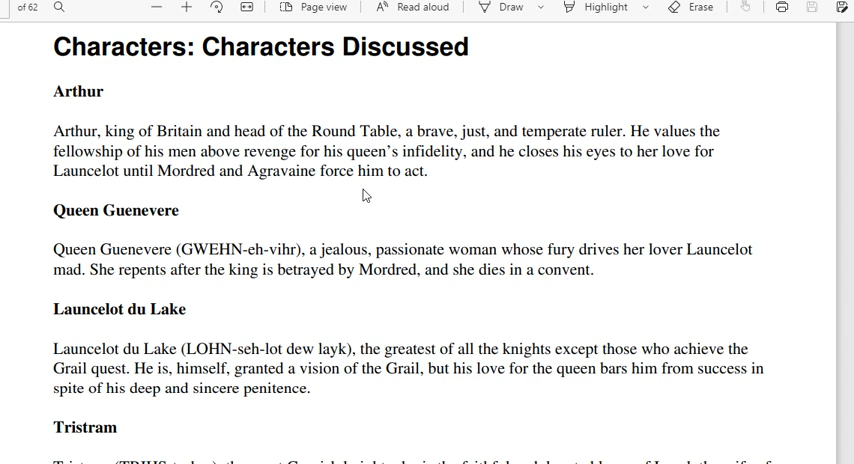 of 62 Page view Read aloud Draw Highlight Erase
Characters: Characters Discussed
Arthur
Arthur, king of Britain and head of the Round Table, a brave, just, and temperate ruler. He values the
fellowship of his men above revenge for his queen's infidelity, and he closes his eyes to her love for
Launcelot until Mordred and Agravaine force him to act.
Queen Guenevere
Queen Guenevere (GWEHN-eh-vihr), a jealous, passionate woman whose fury drives her lover Launcelot
mad. She repents after the king is betrayed by Mordred, and she dies in a convent.
Launcelot du Lake
Launcelot du Lake (LOHN-seh-lot dew layk), the greatest of all the knights except those who achieve the
Grail quest. He is, himself, granted a vision of the Grail, but his love for the queen bars him from success in
spite of his deep and sincere penitence.
Tristram